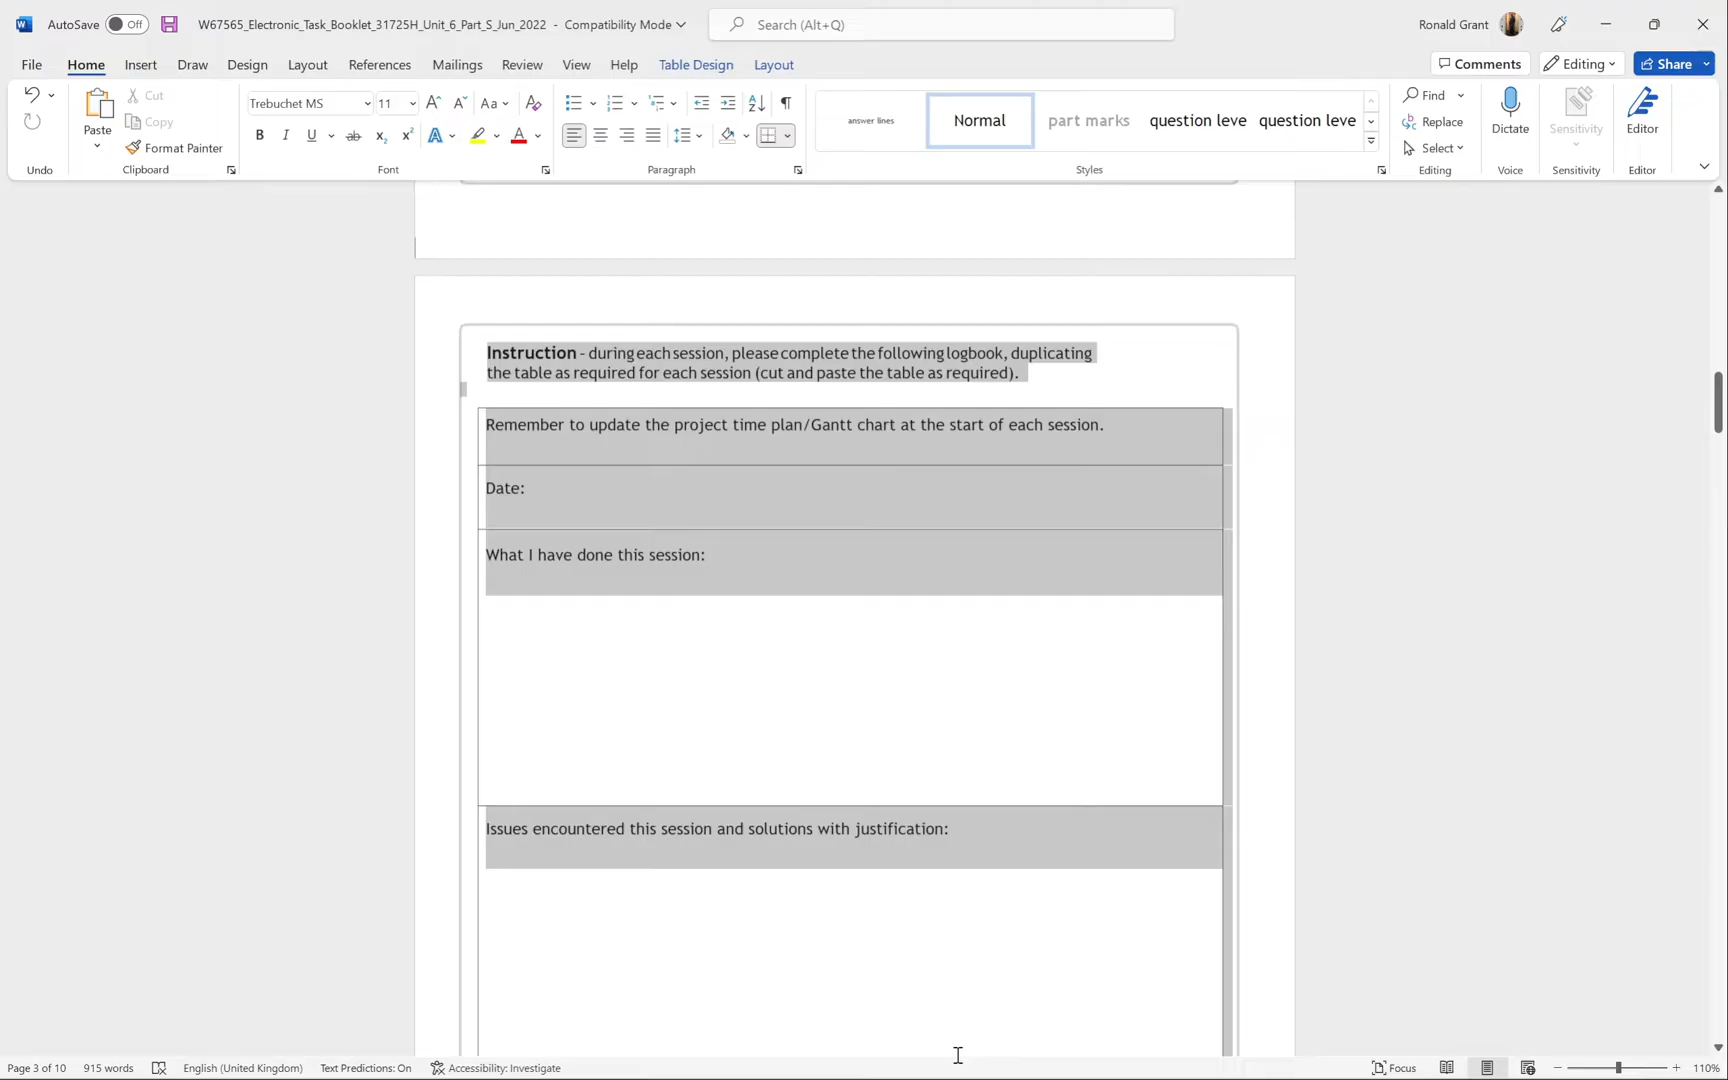 AutoSave Off W67565_Electronic_Task_Booklet_31725H_Unit_6_Part_S_Jun_2022 - Compatibility Mode Search (Alt+Q) Ronald Grant
File Home Insert Draw Design Layout References Mailings Review View Help Table Design Layout Comments Editing Share
Paste
Cut
Copy
Format Painter
Trebuchet MS 11
answer lines Normal part marks question leve question leve
Find
Replace
Select
Dictate
Sensitivity
Editor
Undo Clipboard Font Paragraph Styles Editing Voice Sensitivity Editor
Instruction - during each session, please complete the following logbook, duplicating
the table as required for each session (cut and paste the table as required).
Remember to update the project time plan/Gantt chart at the start of each session.
Date:
What I have done this session:
Issues encountered this session and solutions with justification:
Page 3 of 10 915 words English (United Kingdom) Text Predictions: On Accessibility: Investigate Focus 110%